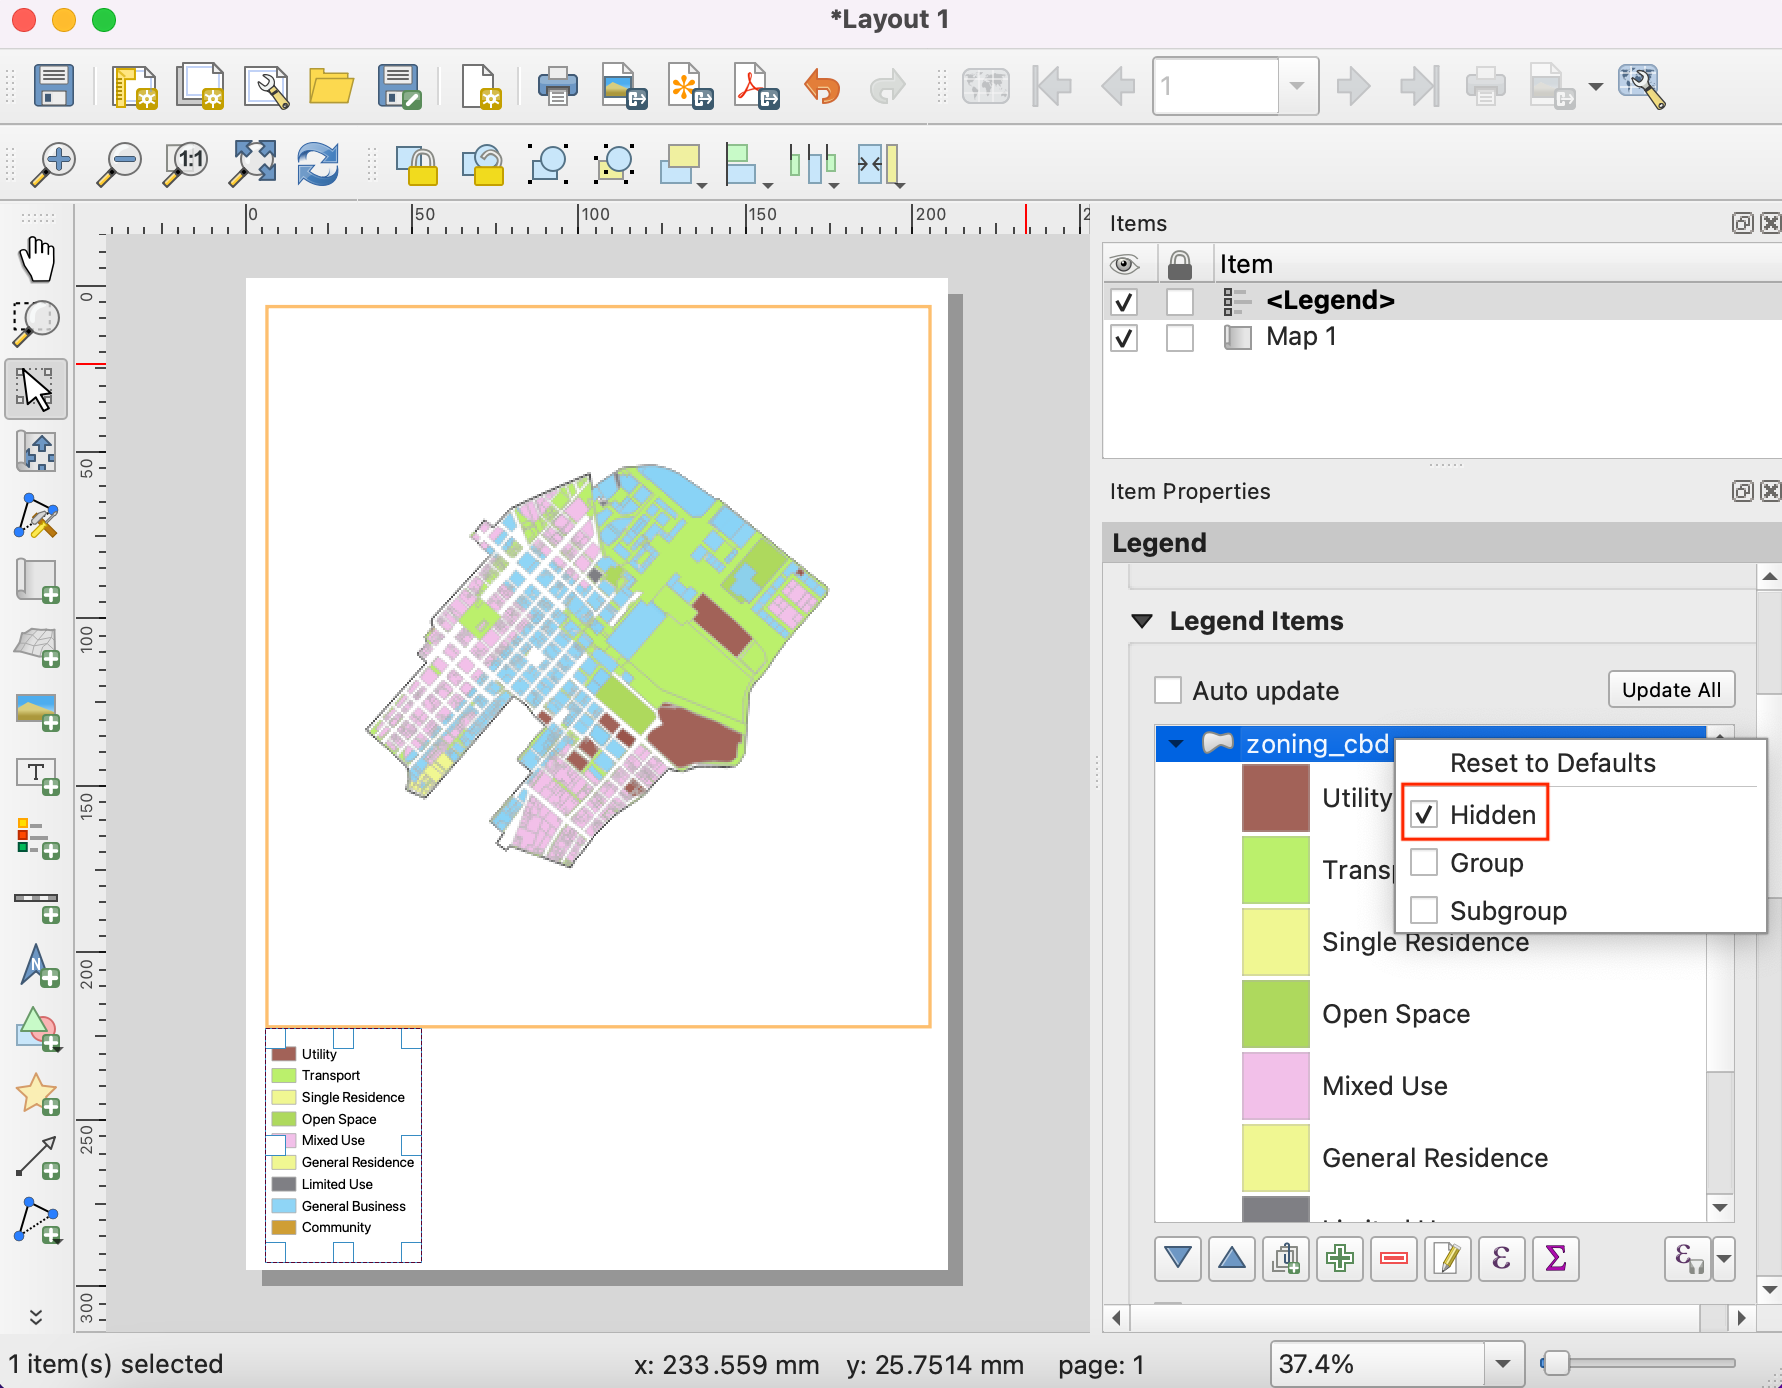 *Layout 1
1
1:1
0 50 100 150 200
0
50
100
150
200
250
300
T
N
Items
Item
<Legend>
Map 1
Item Properties
Legend
Legend Items
Auto update
Update All
zoning_cbd
Reset to Defaults
Hidden
Group
Subgroup
Utility
Single Residence
Open Space
Mixed Use
General Residence
ε
Σ
ε
Utility
Transport
Single Residence
Open Space
Mixed Use
General Residence
Limited Use
General Business
Community
1 item(s) selected
x: 233.559 mm y: 25.7514 mm page: 1
37.4%